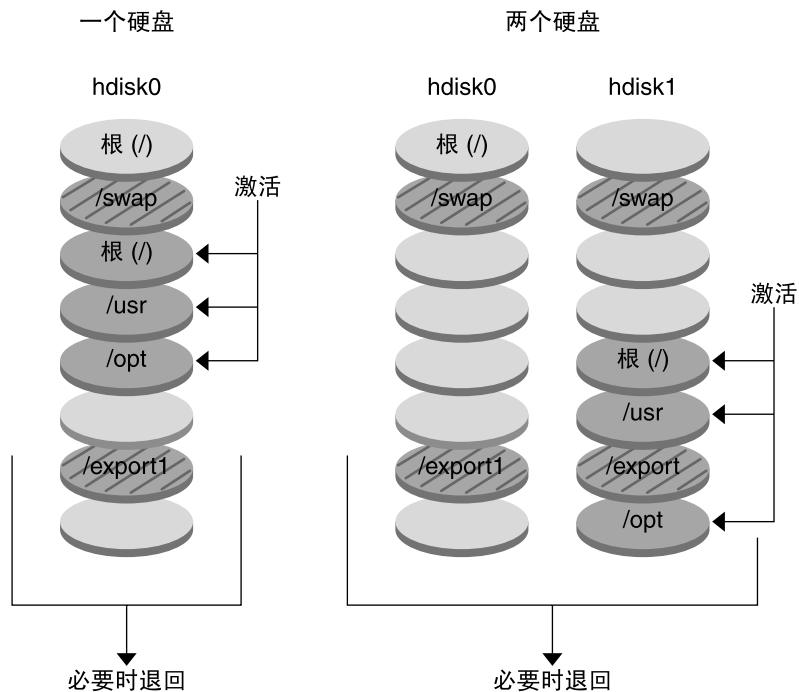 一个硬盘
hdisk0
根 (/)
/swap
激活
根 (/)
/usr
/opt
/export1
必要时退回
两个硬盘
hdisk0
hdisk1
根 (/)
/swap
/export1
/swap
激活
根 (/)
/usr
/export
/opt
必要时退回